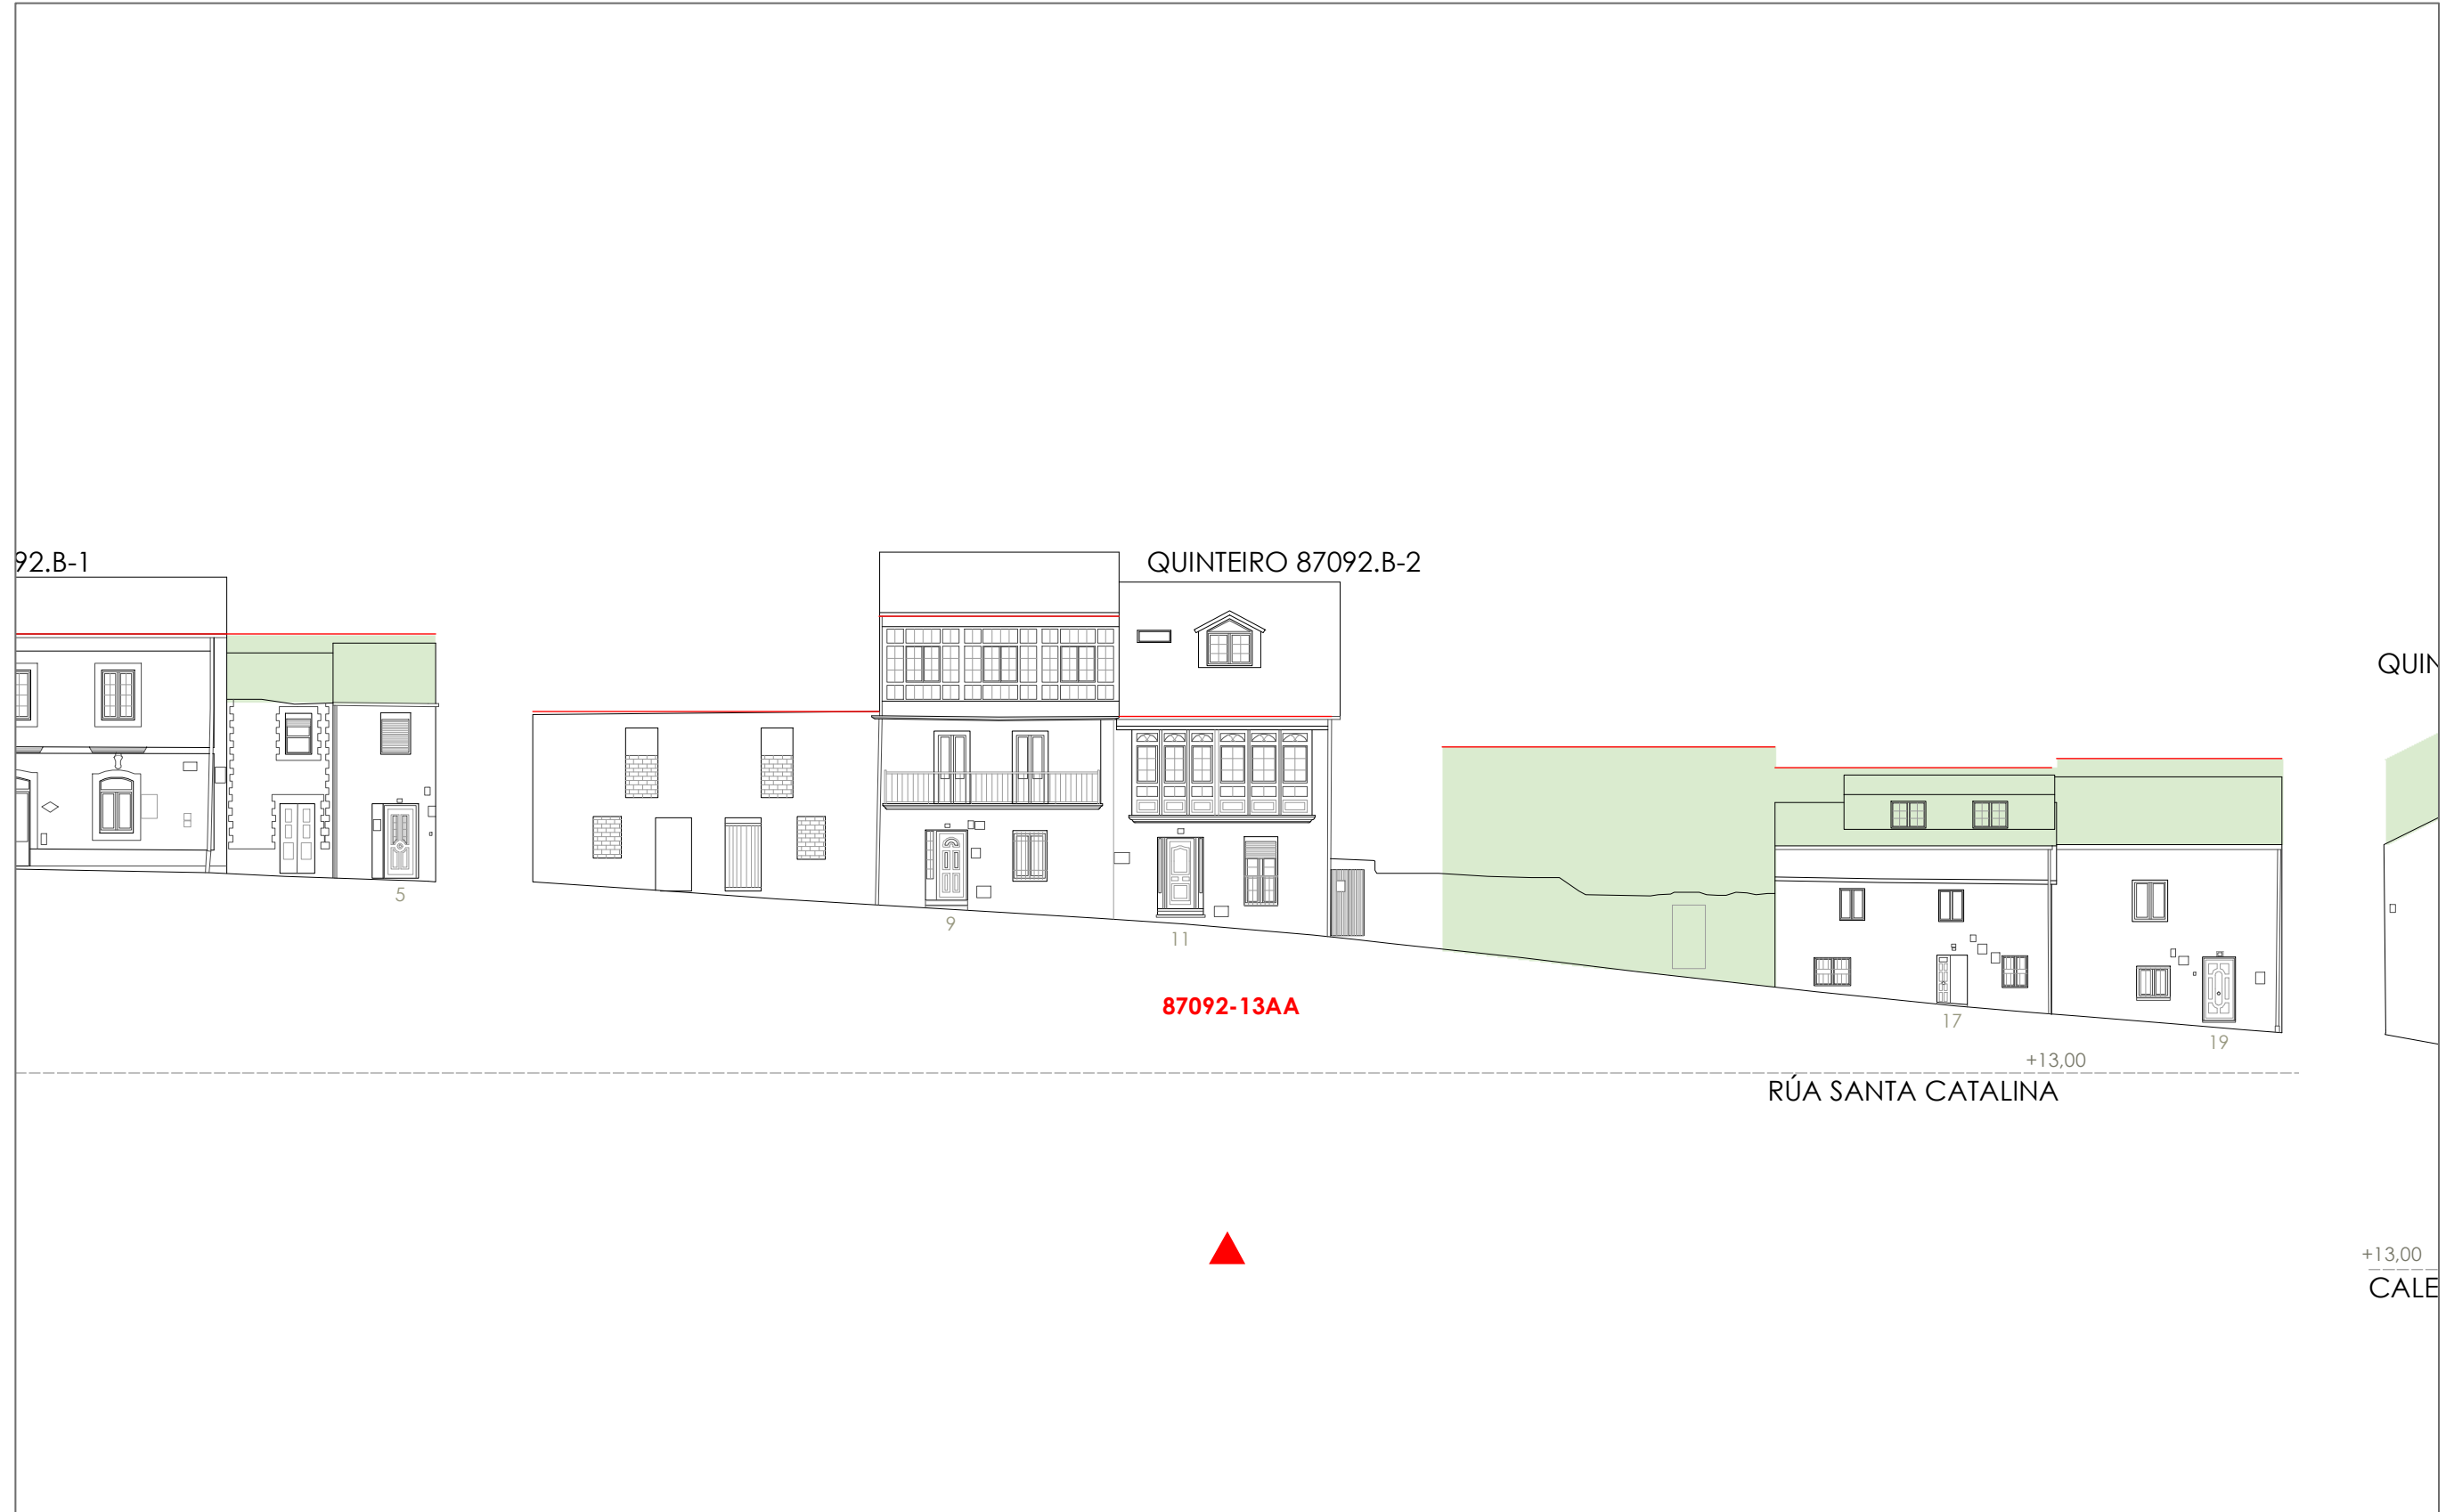 92.B-1
QUINTEIRO 87092.B-2
QUIN
5
9
11
87092-13AA
17
19
+13,00
RÚA SANTA CATALINA
+13,00
CALE